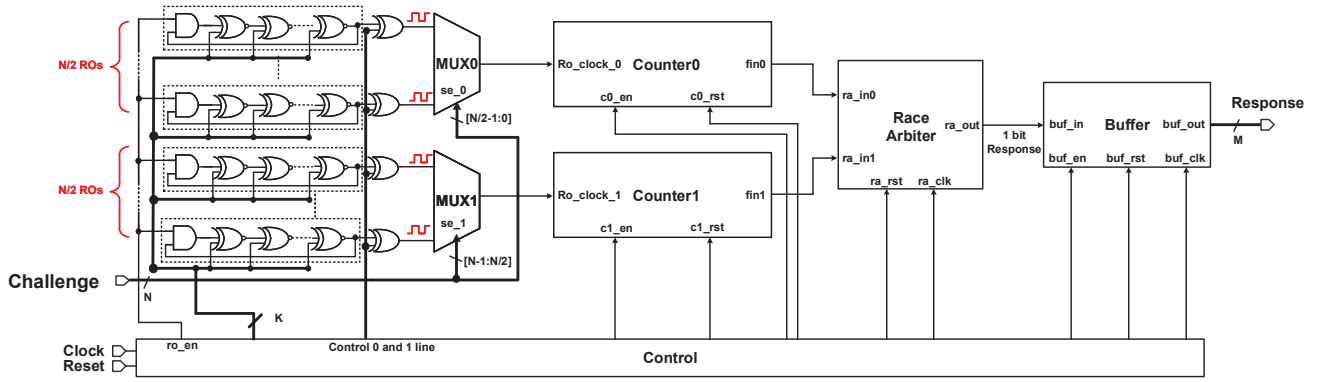 N/2 ROs
N/2 ROs
MUX0
se_0
[N/2-1:0]
MUX1
se_1
[N-1:N/2]
Ro_clock_0
Counter0
fin0
c0_en
c0_rst
Ro_clock_1
Counter1
fin1
c1_en
c1_rst
ra_in0
Race
Arbiter
ra_out
ra_in1
ra_rst
ra_clk
1 bit
Response
buf_in
Buffer
buf_out
buf_en
buf_rst
buf_clk
Response
M
Challenge
N
K
Clock
Reset
ro_en
Control 0 and 1 line
Control